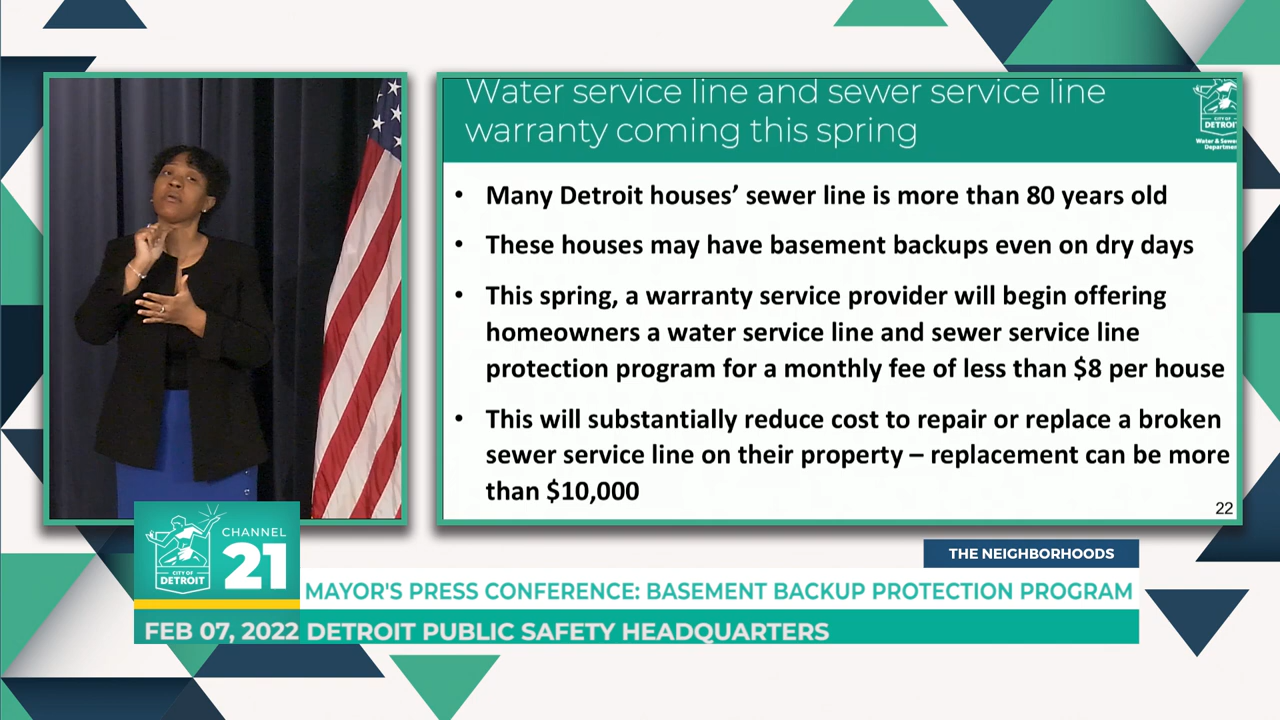 Water service line and sewer service line
warranty coming this spring
CITY OF
DETROIT
Water & Sewe
Departmen
• Many Detroit houses’ sewer line is more than 80 years old
• These houses may have basement backups even on dry days
• This spring, a warranty service provider will begin offering
homeowners a water service line and sewer service line
protection program for a monthly fee of less than $8 per house
• This will substantially reduce cost to repair or replace a broken
sewer service line on their property – replacement can be more
than $10,000
22
THE NEIGHBORHOODS
CITY OF
DETROIT
CHANNEL
21
MAYOR'S PRESS CONFERENCE: BASEMENT BACKUP PROTECTION PROGRAM
FEB 07, 2022 DETROIT PUBLIC SAFETY HEADQUARTERS